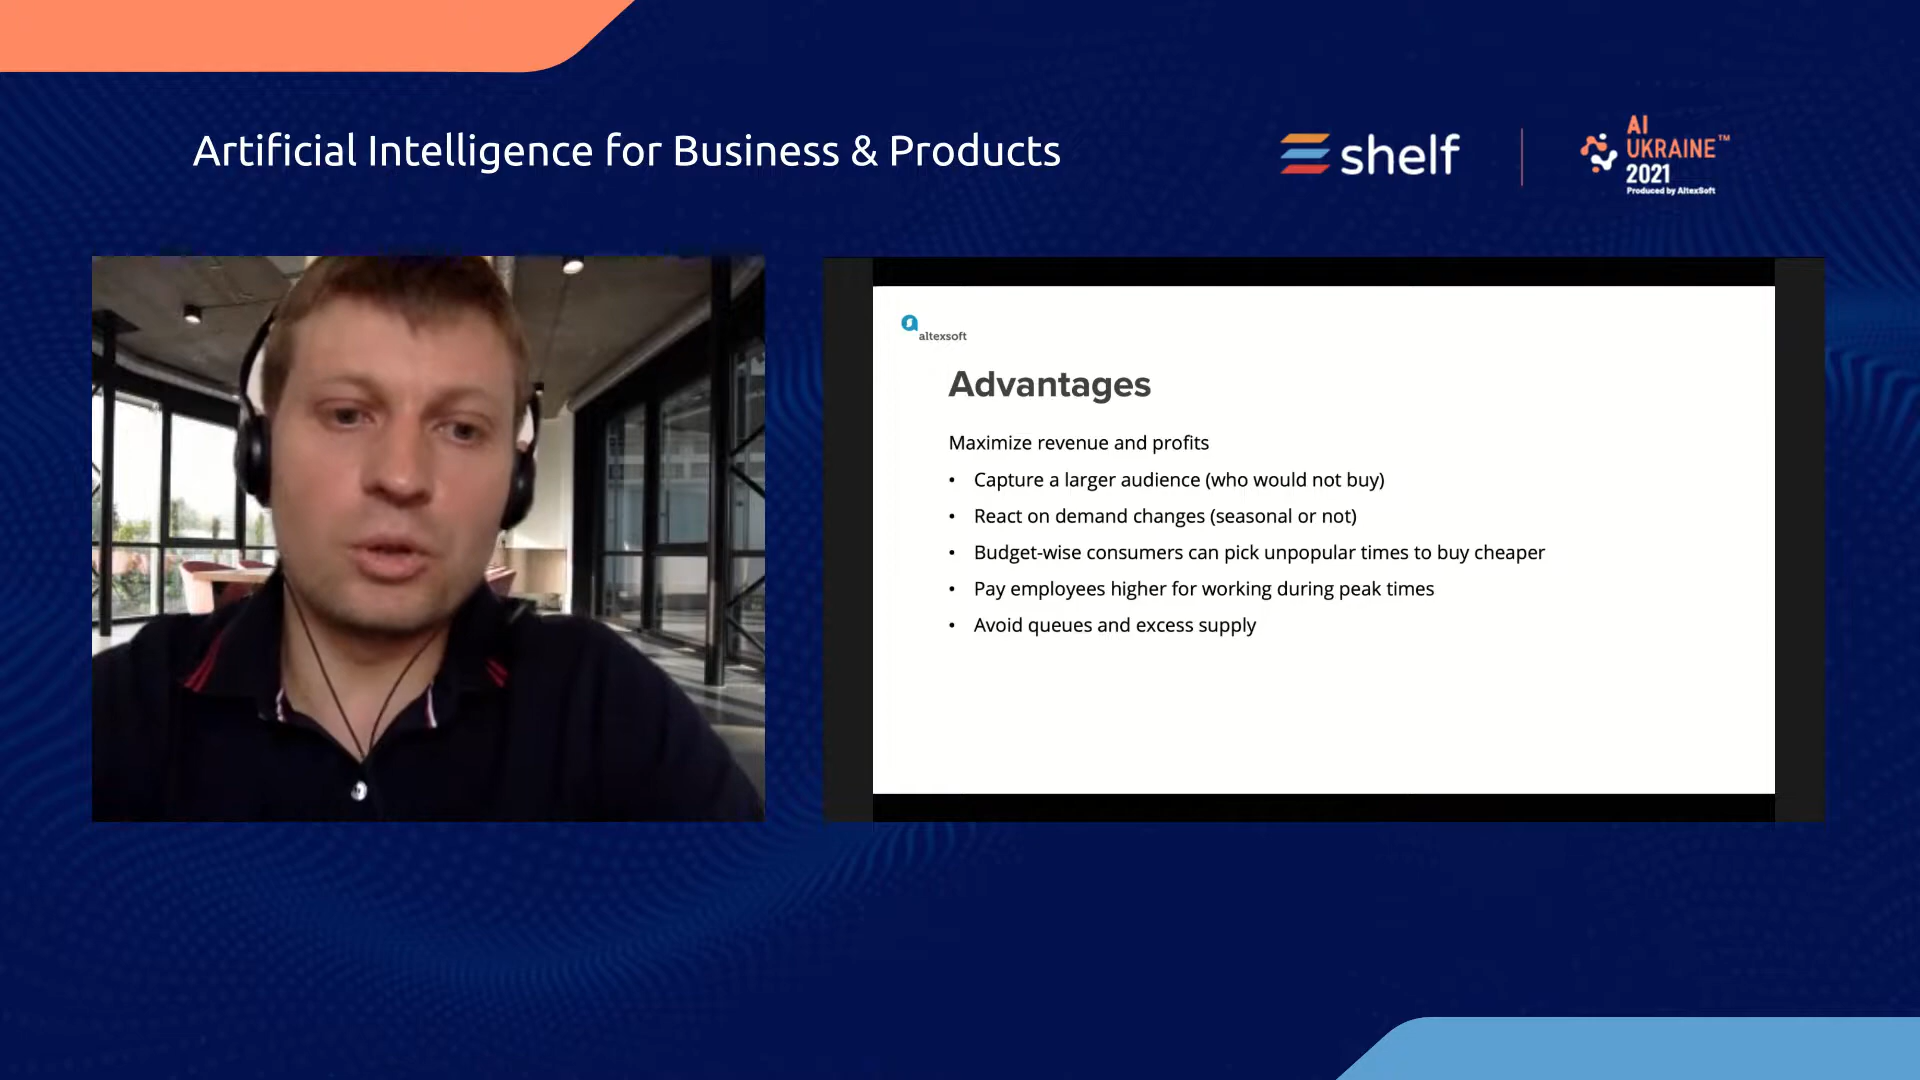 Artificial Intelligence for Business & Products
shelf
AI
UKRAINE™
2021
Produced by AltexSoft
altexsoft
Advantages
Maximize revenue and profits
• Capture a larger audience (who would not buy)
• React on demand changes (seasonal or not)
• Budget-wise consumers can pick unpopular times to buy cheaper
• Pay employees higher for working during peak times
• Avoid queues and excess supply